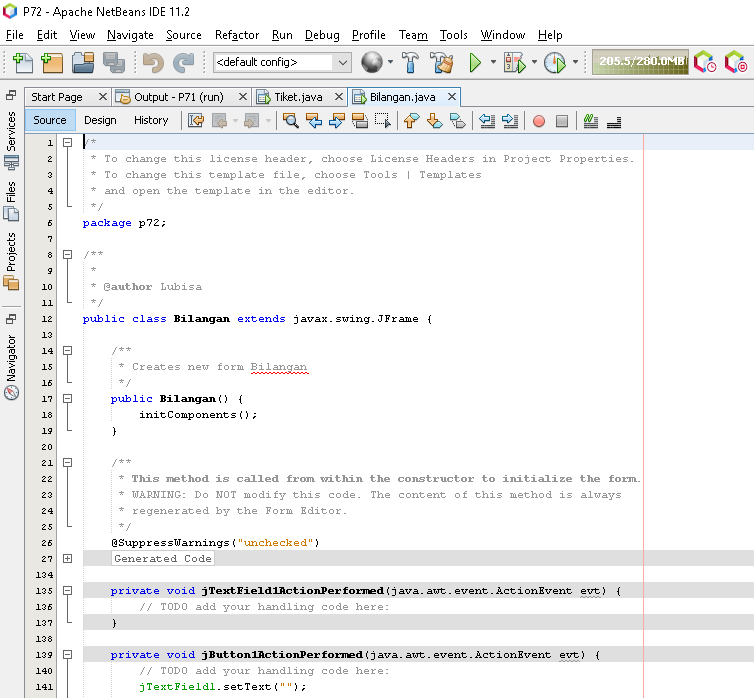 P72 - Apache NetBeans IDE 11.2
File Edit View Navigate Source Refactor Run Debug Profile Team Tools Window Help
<default config> 205.5/280.0MB
Start Page Output - P71 (run) Tiket.java Bilangan.java
Source Design History
Services
Files
Projects
Navigator
1 /*
2 * To change this license header, choose License Headers in Project Properties.
3 * To change this template file, choose Tools | Templates
4 * and open the template in the editor.
5 */
6 package p72;
7
8 /**
9 *
10 * @author Lubisa
11 */
12 public class Bilangan extends javax.swing.JFrame {
13
14 /**
15 * Creates new form Bilangan
16 */
17 public Bilangan() {
18 initComponents();
19 }
20
21 /**
22 * This method is called from within the constructor to initialize the form.
23 * WARNING: Do NOT modify this code. The content of this method is always
24 * regenerated by the Form Editor.
25 */
26 @SuppressWarnings("unchecked")
27 Generated Code
134
135 private void jTextField1ActionPerformed(java.awt.event.ActionEvent evt) {
136 // TODO add your handling code here:
137 }
138
139 private void jButton1ActionPerformed(java.awt.event.ActionEvent evt) {
140 // TODO add your handling code here:
141 jTextField1.setText("");